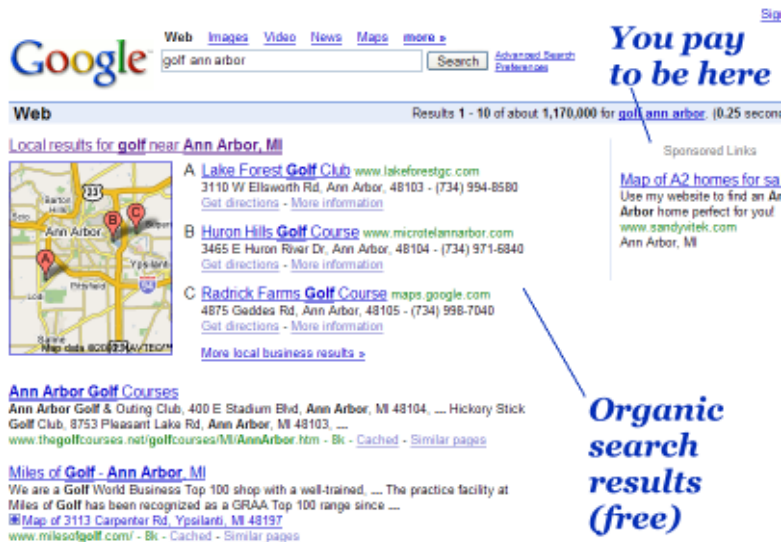 Sig
Web Images Video News Maps more »
Google
golf ann arbor Search Advanced Search
Preferences
You pay
to be here
Web Results 1 - 10 of about 1,170,000 for golf ann arbor. (0.25 second
Local results for golf near Ann Arbor, MI
Sponsored Links
A Lake Forest Golf Club www.lakeforestgc.com
3110 W Ellsworth Rd, Ann Arbor, 48103 - (734) 994-8580
Get directions - More information
Map of A2 homes for sa
Use my website to find an An
Arbor home perfect for you!
www.sandyvitek.com
Ann Arbor, MI
B Huron Hills Golf Course www.microtelannarbor.com
3465 E Huron River Dr, Ann Arbor, 48104 - (734) 971-6840
Get directions - More information
C Radrick Farms Golf Course maps.google.com
4875 Geddes Rd, Ann Arbor, 48105 - (734) 998-7040
Get directions - More information
More local business results »
23
Barton
Hills
B C
Ann Arbor
A
Ypsilanti
Pittsfield
Lodi
Saline
Map data ©2007 NAVTEQ™
Ann Arbor Golf Courses
Ann Arbor Golf & Outing Club, 400 E Stadium Blvd, Ann Arbor, MI 48104, .... Hickory Stick
Golf Club, 8753 Pleasant Lake Rd, Ann Arbor, MI 48103, ....
www.thegolfcourses.net/golfcourses/MI/AnnArbor.htm - 8k - Cached - Similar pages
Organic
search
results
(free)
Miles of Golf - Ann Arbor, MI
We are a Golf World Business Top 100 shop with a well-trained, .... The practice facility at
Miles of Golf has been recognized as a GRAA Top 100 range since ....
Map of 3113 Carpenter Rd, Ypsilanti, MI 48197
www.milesofgolf.com/ - 8k - Cached - Similar pages